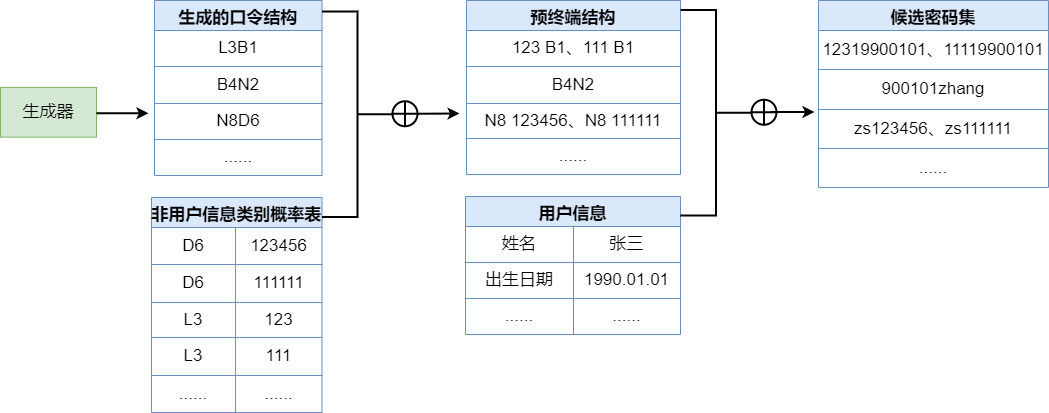 生成器
生成的口令结构
L3B1
B4N2
N8D6
......
非用户信息类别概率表
D6 123456
D6 111111
L3 123
L3 111
...... ......
预终端结构
123 B1、111 B1
B4N2
N8 123456、N8 111111
......
用户信息
姓名 张三
出生日期 1990.01.01
...... ......
候选密码集
12319900101、11119900101
900101zhang
zs123456、zs111111
......